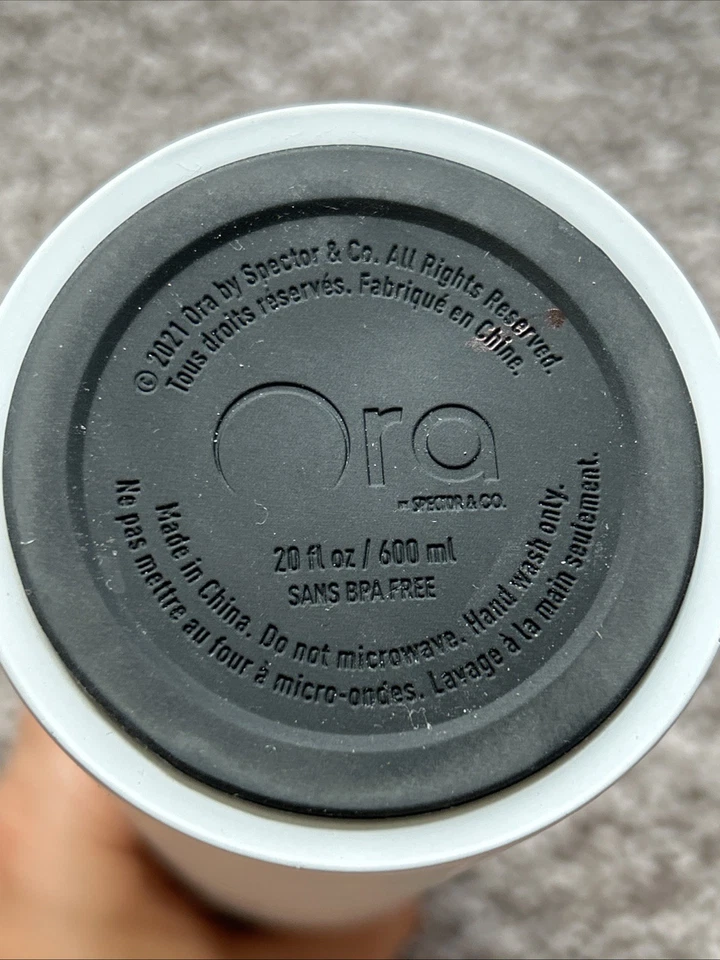 © 2021 Ora by Spector & Co. All Rights Reserved.
Tous droits réservés. Fabriqué en Chine.
Ora
BY SPECTOR & CO.
20 fl oz / 600 ml
SANS BPA FREE
Made in China. Do not microwave. Hand wash only.
Ne pas mettre au four à micro-ondes. Lavage à la main seulement.